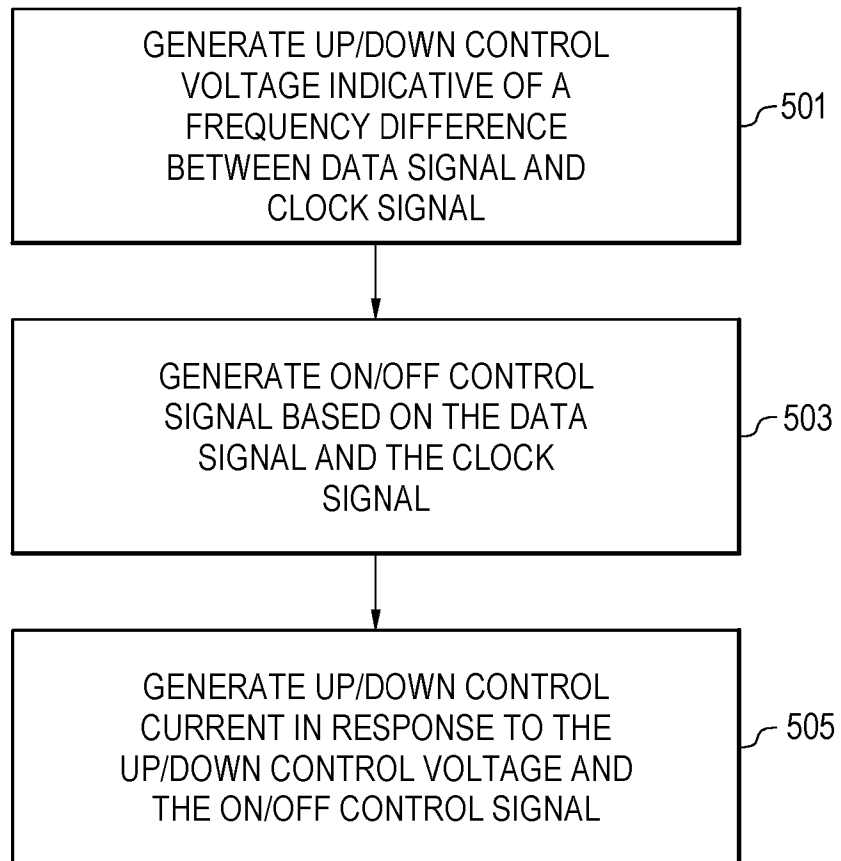 GENERATE UP/DOWN CONTROL
VOLTAGE INDICATIVE OF A
FREQUENCY DIFFERENCE
BETWEEN DATA SIGNAL AND
CLOCK SIGNAL
501
GENERATE ON/OFF CONTROL
SIGNAL BASED ON THE DATA
SIGNAL AND THE CLOCK
SIGNAL
503
GENERATE UP/DOWN CONTROL
CURRENT IN RESPONSE TO THE
UP/DOWN CONTROL VOLTAGE AND
THE ON/OFF CONTROL SIGNAL
505